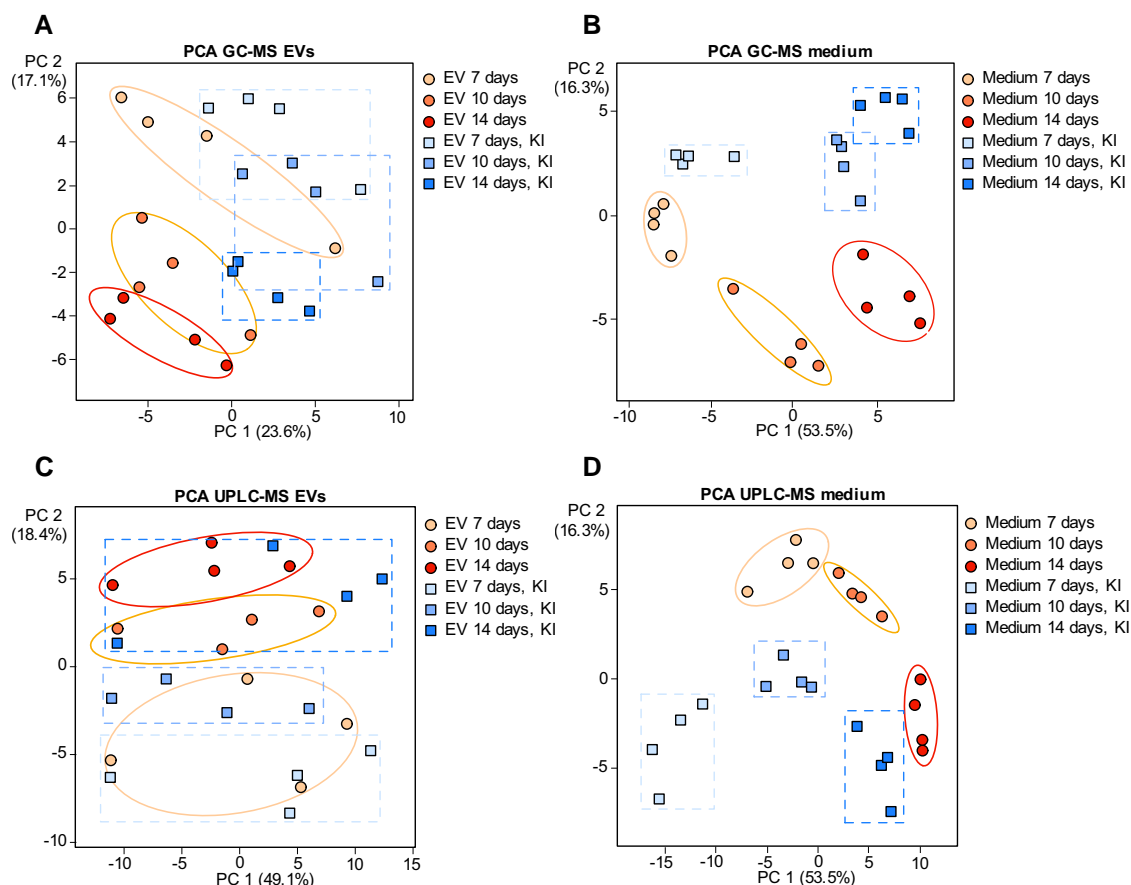 A
PCA GC-MS EVs
PC 2
(17.1%)
6
4
2
0
-2
-4
-6
-5
0
5
10
PC 1 (23.6%)
EV 7 days
EV 10 days
EV 14 days
EV 7 days, KI
EV 10 days, KI
EV 14 days, KI
B
PCA GC-MS medium
PC 2
(16.3%)
5
0
-5
-10
-5
0
5
PC 1 (53.5%)
Medium 7 days
Medium 10 days
Medium 14 days
Medium 7 days, KI
Medium 10 days, KI
Medium 14 days, KI
C
PCA UPLC-MS EVs
PC 2
(18.4%)
5
0
-5
-10
-10
-5
0
5
10
15
PC 1 (49.1%)
EV 7 days
EV 10 days
EV 14 days
EV 7 days, KI
EV 10 days, KI
EV 14 days, KI
D
PCA UPLC-MS medium
PC 2
(16.3%)
5
0
-5
-15
-10
-5
0
5
10
PC 1 (53.5%)
Medium 7 days
Medium 10 days
Medium 14 days
Medium 7 days, KI
Medium 10 days, KI
Medium 14 days, KI